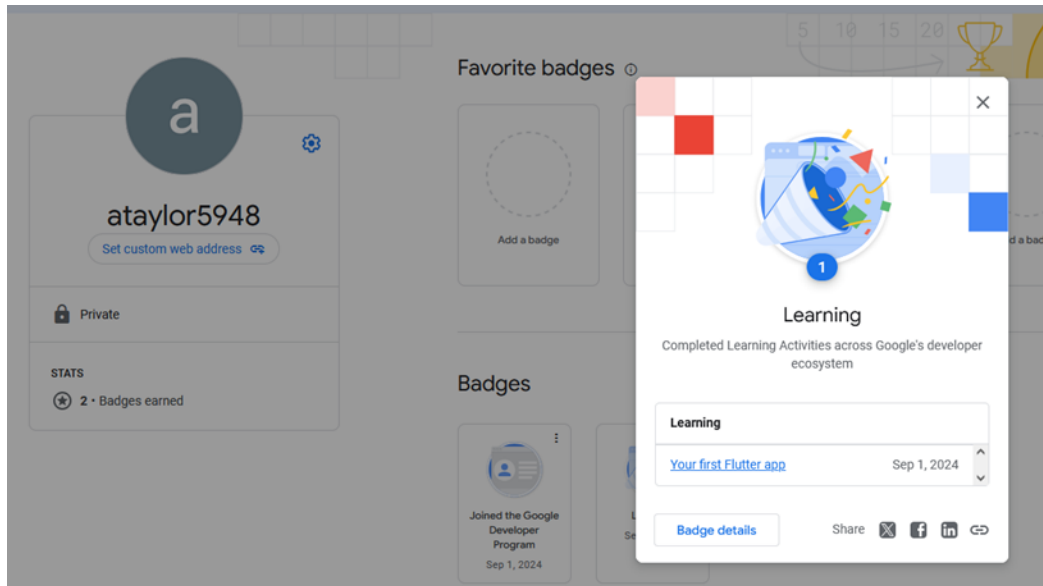 5 10 15 20
a
ataylor5948
Set custom web address
Private
STATS
2 • Badges earned
Favorite badges
Add a badge
d a bad
Badges
Joined the Google
Developer
Program
Sep 1, 2024
L
Se
1
Learning
Completed Learning Activities across Google's developer
ecosystem
Learning
Your first Flutter app Sep 1, 2024
Badge details Share